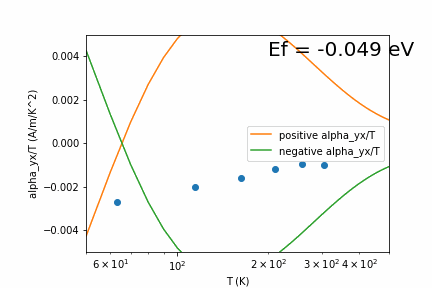 Ef = -0.049 eV
0.004
0.002
0.000
−0.002
−0.004
alpha_yx/T (A/m/K^2)
positive alpha_yx/T
negative alpha_yx/T
6 × 10¹
10²
2 × 10²
3 × 10²
4 × 10²
T (K)